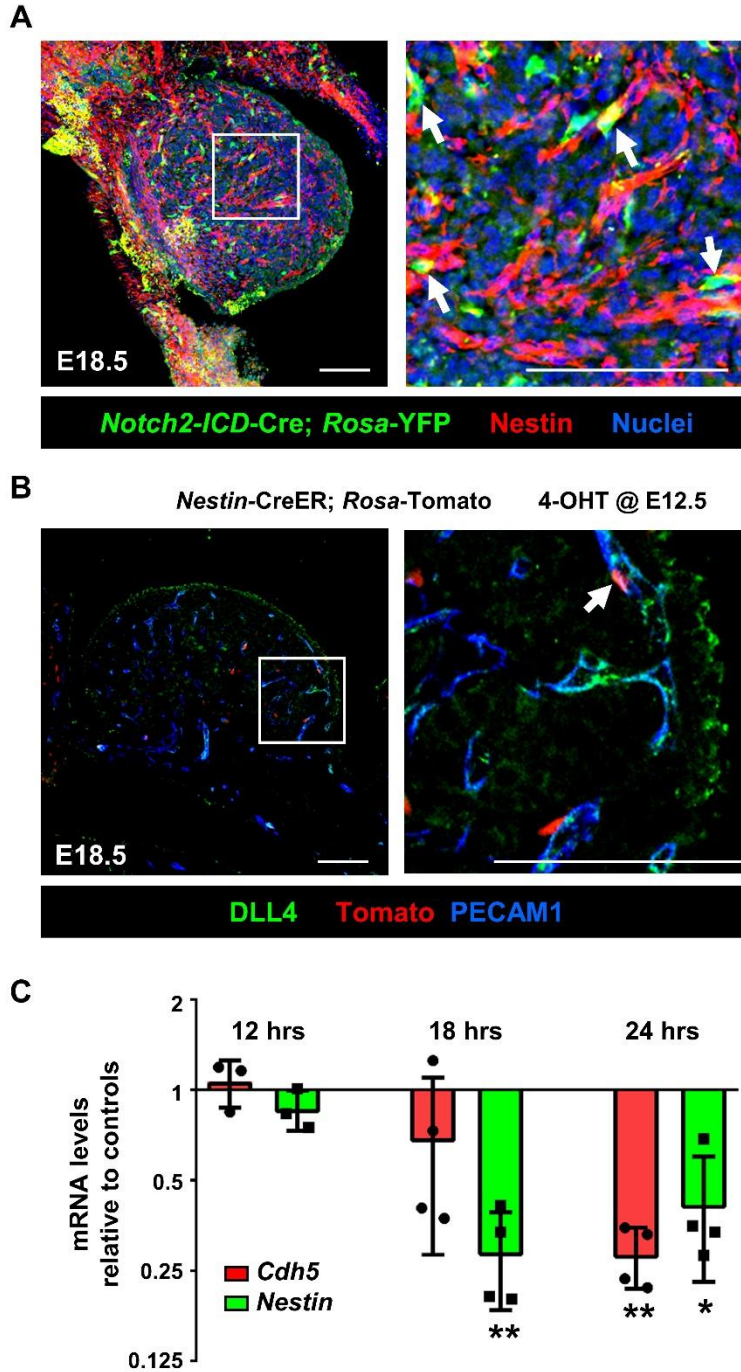 A
E18.5
Notch2-ICD-Cre; Rosa-YFP Nestin Nuclei
B
Nestin-CreER; Rosa-Tomato 4-OHT @ E12.5
E18.5
DLL4 Tomato PECAM1
C
mRNA levels
relative to controls
2
1
0.5
0.25
0.125
12 hrs 18 hrs 24 hrs
Cdh5
Nestin
** ** *